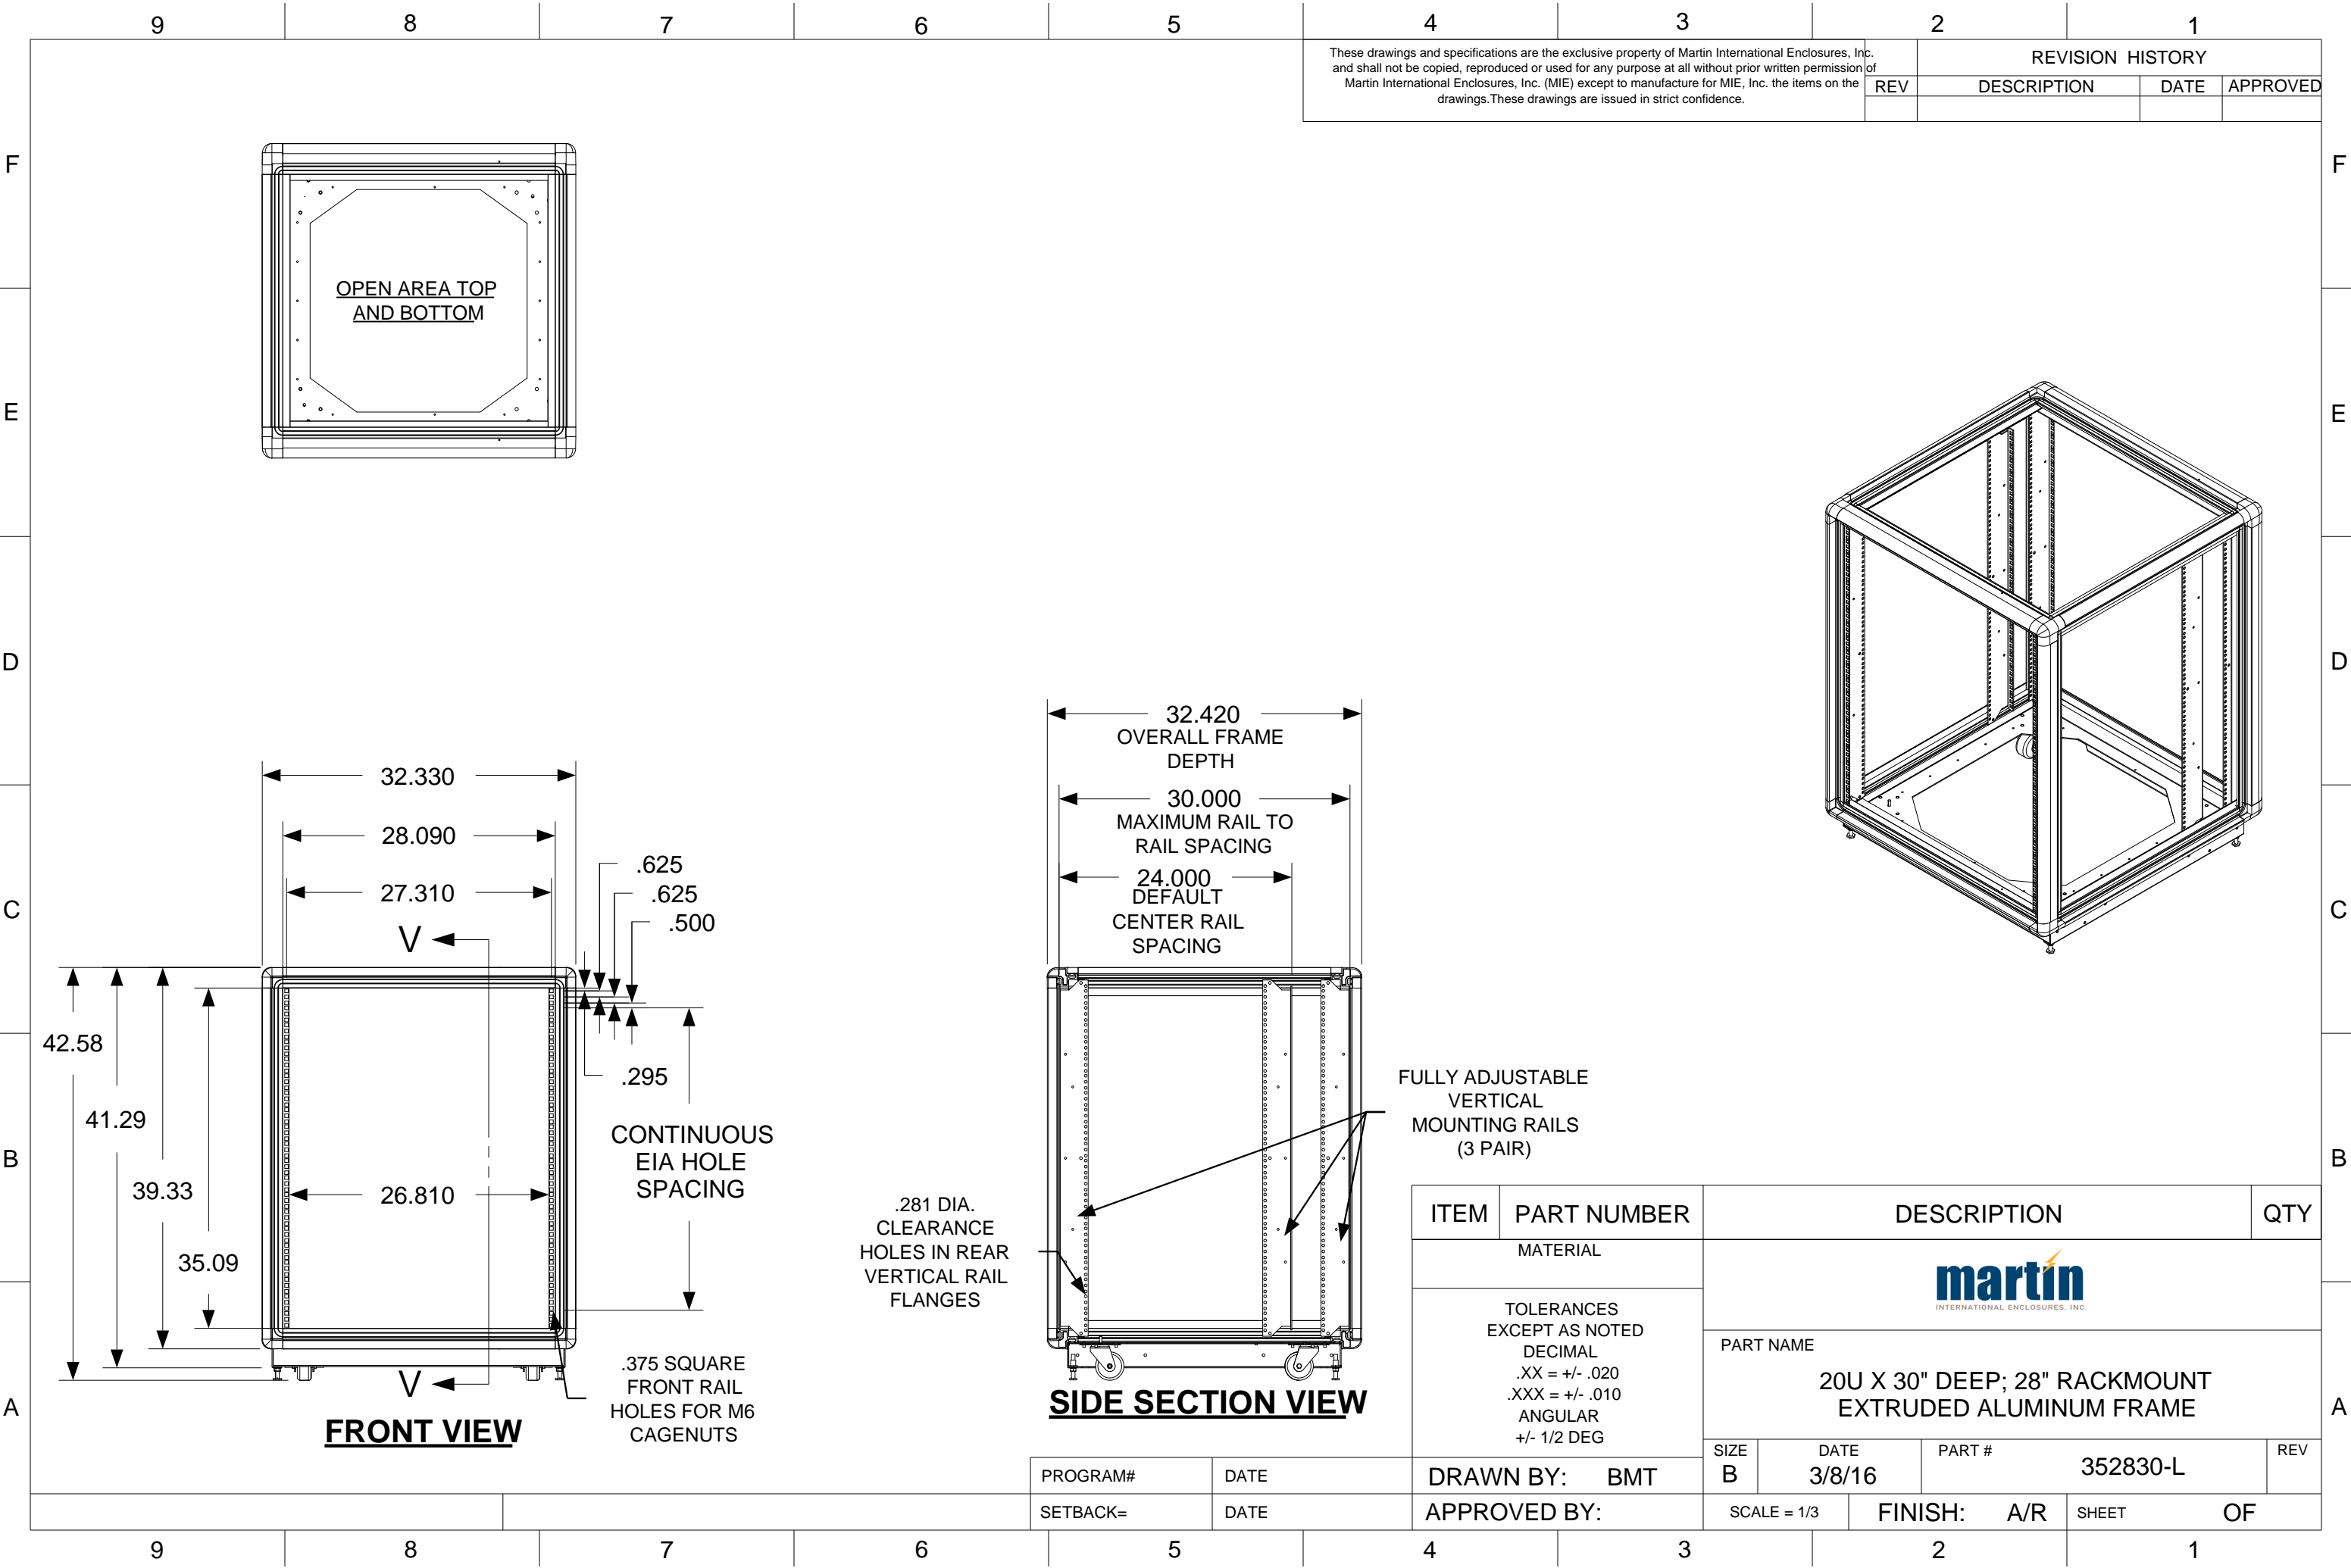 9 8 7 6 5 4 3 2 1
These drawings and specifications are the exclusive property of Martin International Enclosures, Inc.
and shall not be copied, reproduced or used for any purpose at all without prior written permission of
Martin International Enclosures, Inc. (MIE) except to manufacture for MIE, Inc. the items on the
drawings.These drawings are issued in strict confidence.
REVISION HISTORY
REV DESCRIPTION DATE APPROVED
F F
OPEN AREA TOP
AND BOTTOM
E E
D D
32.420
OVERALL FRAME
DEPTH
30.000
MAXIMUM RAIL TO
RAIL SPACING
24.000
DEFAULT
CENTER RAIL
SPACING
32.330
28.090
27.310
.625
.625
.500
C C
V
42.58
41.29
39.33
35.09
26.810
.295
CONTINUOUS
EIA HOLE
SPACING
B B
FULLY ADJUSTABLE
VERTICAL
MOUNTING RAILS
(3 PAIR)
.281 DIA.
CLEARANCE
HOLES IN REAR
VERTICAL RAIL
FLANGES
.375 SQUARE
FRONT RAIL
HOLES FOR M6
CAGENUTS
V
FRONT VIEW
SIDE SECTION VIEW
A A
ITEM PART NUMBER DESCRIPTION QTY
MATERIAL
martin
INTERNATIONAL ENCLOSURES, INC.
TOLERANCES
EXCEPT AS NOTED
DECIMAL
.XX = +/- .020
.XXX = +/- .010
ANGULAR
+/- 1/2 DEG
PART NAME
20U X 30" DEEP; 28" RACKMOUNT
EXTRUDED ALUMINUM FRAME
SIZE DATE PART # REV
B 3/8/16 352830-L
PROGRAM# DATE DRAWN BY: BMT
SETBACK= DATE APPROVED BY: SCALE = 1/3 FINISH: A/R SHEET OF
9 8 7 6 5 4 3 2 1